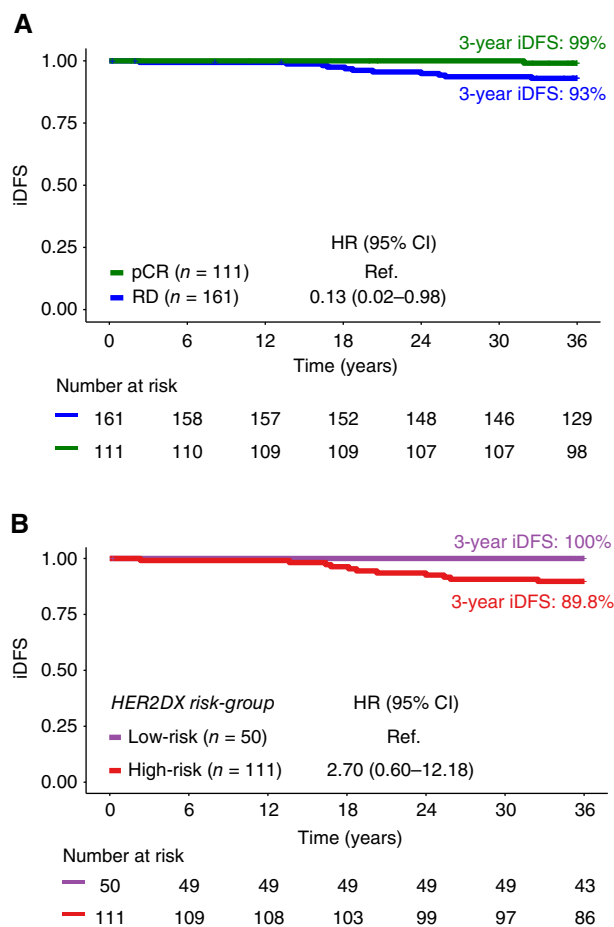 A
3-year iDFS: 99%
3-year iDFS: 93%
1.00
0.75
0.50
0.25
0.00
iDFS
HR (95% CI)
pCR (n = 111) Ref.
RD (n = 161) 0.13 (0.02–0.98)
0 6 12 18 24 30 36
Time (years)
Number at risk
161 158 157 152 148 146 129
111 110 109 109 107 107 98
B
3-year iDFS: 100%
3-year iDFS: 89.8%
1.00
0.75
0.50
0.25
0.00
iDFS
HER2DX risk-group HR (95% CI)
Low-risk (n = 50) Ref.
High-risk (n = 111) 2.70 (0.60–12.18)
0 6 12 18 24 30 36
Time (years)
Number at risk
50 49 49 49 49 49 43
111 109 108 103 99 97 86